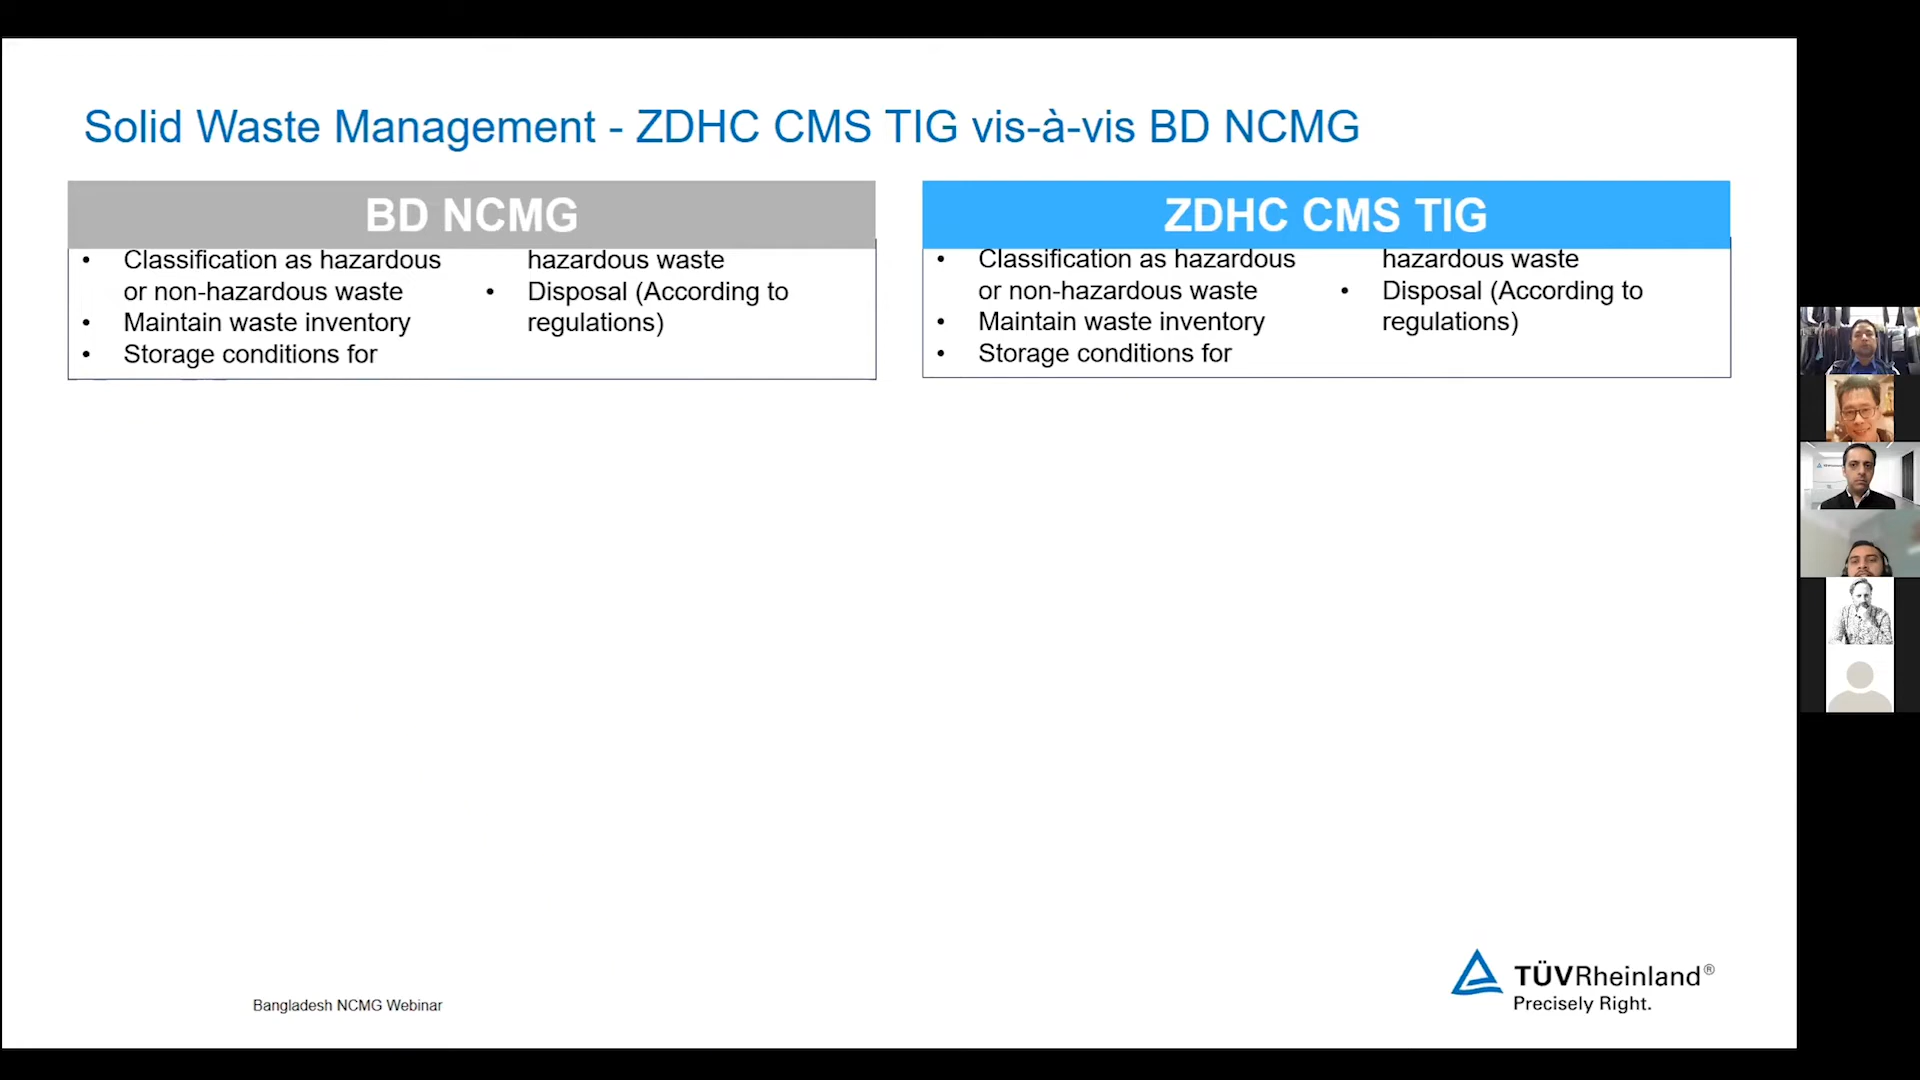 Solid Waste Management - ZDHC CMS TIG vis-à-vis BD NCMG
BD NCMG
• Classification as hazardous
or non-hazardous waste
• Maintain waste inventory
• Storage conditions for
hazardous waste
• Disposal (According to
regulations)
ZDHC CMS TIG
• Classification as hazardous
or non-hazardous waste
• Maintain waste inventory
• Storage conditions for
hazardous waste
• Disposal (According to
regulations)
Bangladesh NCMG Webinar
TÜVRheinland®
Precisely Right.